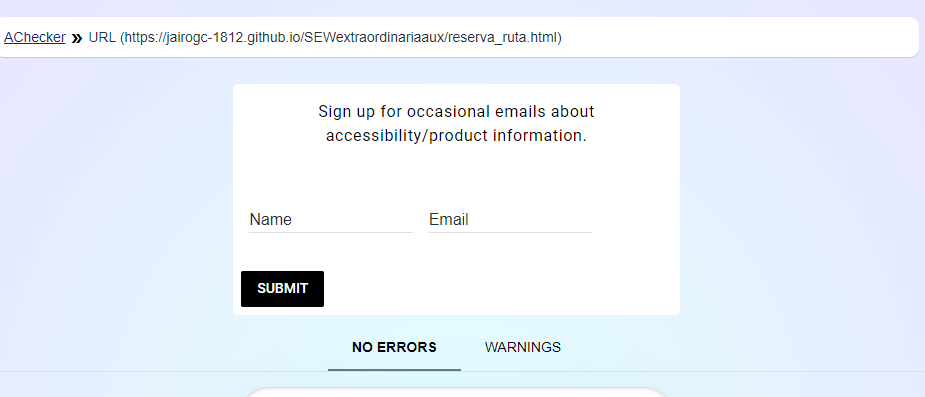 AChecker » URL (https://jairogc-1812.github.io/SEWextraordinariaaux/reserva_ruta.html)
Sign up for occasional emails about
accessibility/product information.
Name Email
SUBMIT
NO ERRORS WARNINGS